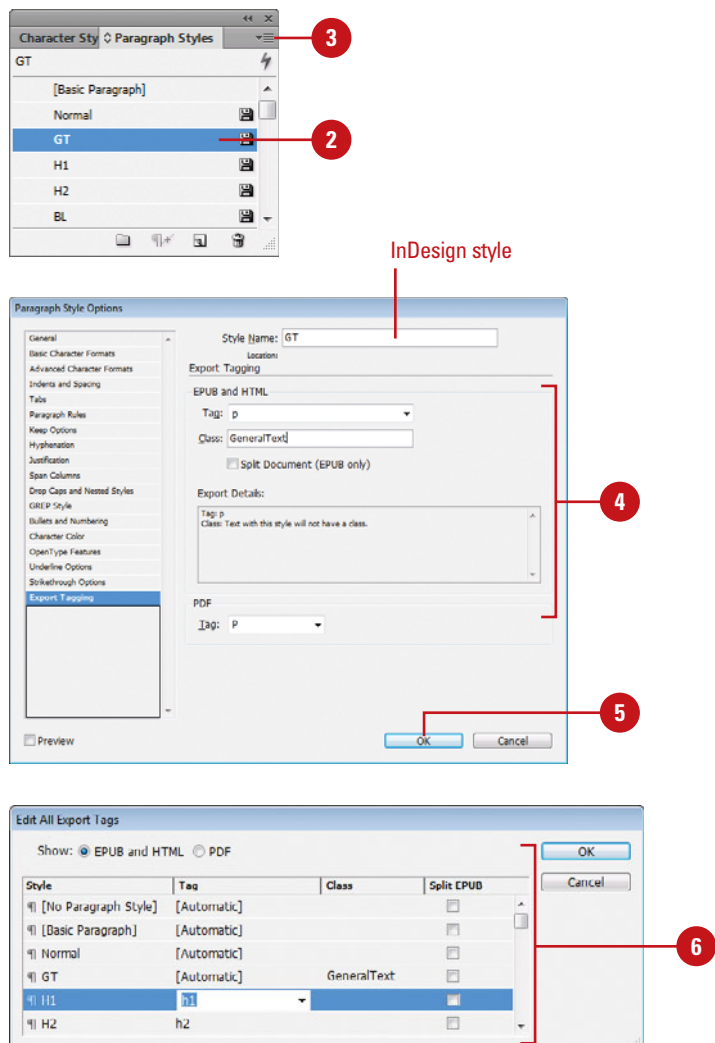 Character Sty Paragraph Styles
3
GT
[Basic Paragraph]
Normal
GT
2
H1
H2
BL
InDesign style
Paragraph Style Options
General
Basic Character Formats
Advanced Character Formats
Indents and Spacing
Tabs
Paragraph Rules
Keep Options
Hyphenation
Justification
Span Columns
Drop Caps and Nested Styles
GREP Style
Bullets and Numbering
Character Color
OpenType Features
Underline Options
Strikethrough Options
Export Tagging
Style Name: GT
Location:
Export Tagging
EPUB and HTML
Tag: p
Class: GeneralText
Split Document (EPUB only)
Export Details:
Tag: p
Class: Text with this style will not have a class.
4
PDF
Tag: P
5
Preview
OK Cancel
Edit All Export Tags
Show: EPUB and HTML PDF
OK
Cancel
Style Tag Class Split EPUB
[No Paragraph Style] [Automatic]
[Basic Paragraph] [Automatic]
Normal [Automatic]
GT [Automatic] GeneralText
H1 h1
H2 h2
6